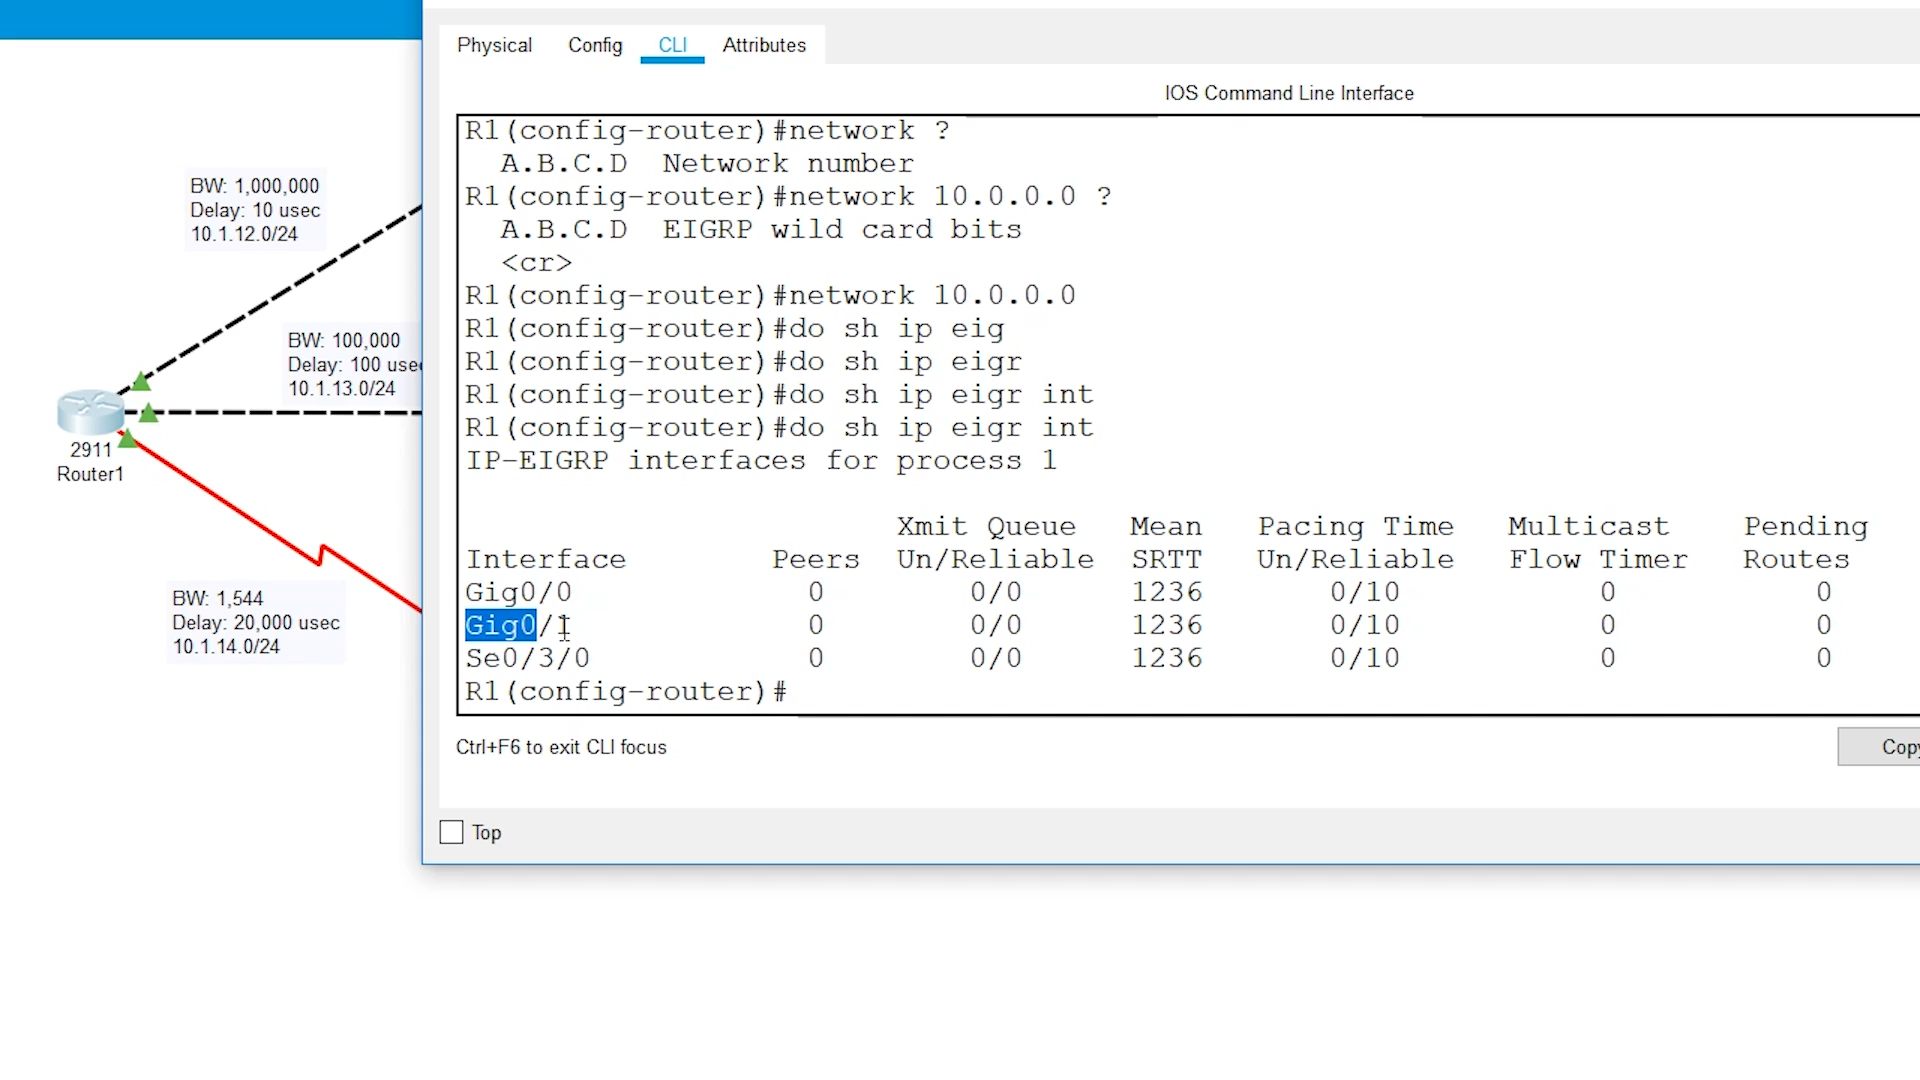 Physical Config CLI Attributes
IOS Command Line Interface
R1(config-router)#network ?
A.B.C.D Network number
R1(config-router)#network 10.0.0.0 ?
A.B.C.D EIGRP wild card bits
<cr>
R1(config-router)#network 10.0.0.0
R1(config-router)#do sh ip eig
R1(config-router)#do sh ip eigr
R1(config-router)#do sh ip eigr int
R1(config-router)#do sh ip eigr int
IP-EIGRP interfaces for process 1
Xmit Queue Mean Pacing Time Multicast Pending
Interface Peers Un/Reliable SRTT Un/Reliable Flow Timer Routes
Gig0/0 0 0/0 1236 0/10 0 0
Gig0/1 0 0/0 1236 0/10 0 0
Se0/3/0 0 0/0 1236 0/10 0 0
R1(config-router)#
Ctrl+F6 to exit CLI focus
Copy
Top
BW: 1,000,000
Delay: 10 usec
10.1.12.0/24
BW: 100,000
Delay: 100 usec
10.1.13.0/24
2911
Router1
BW: 1,544
Delay: 20,000 usec
10.1.14.0/24